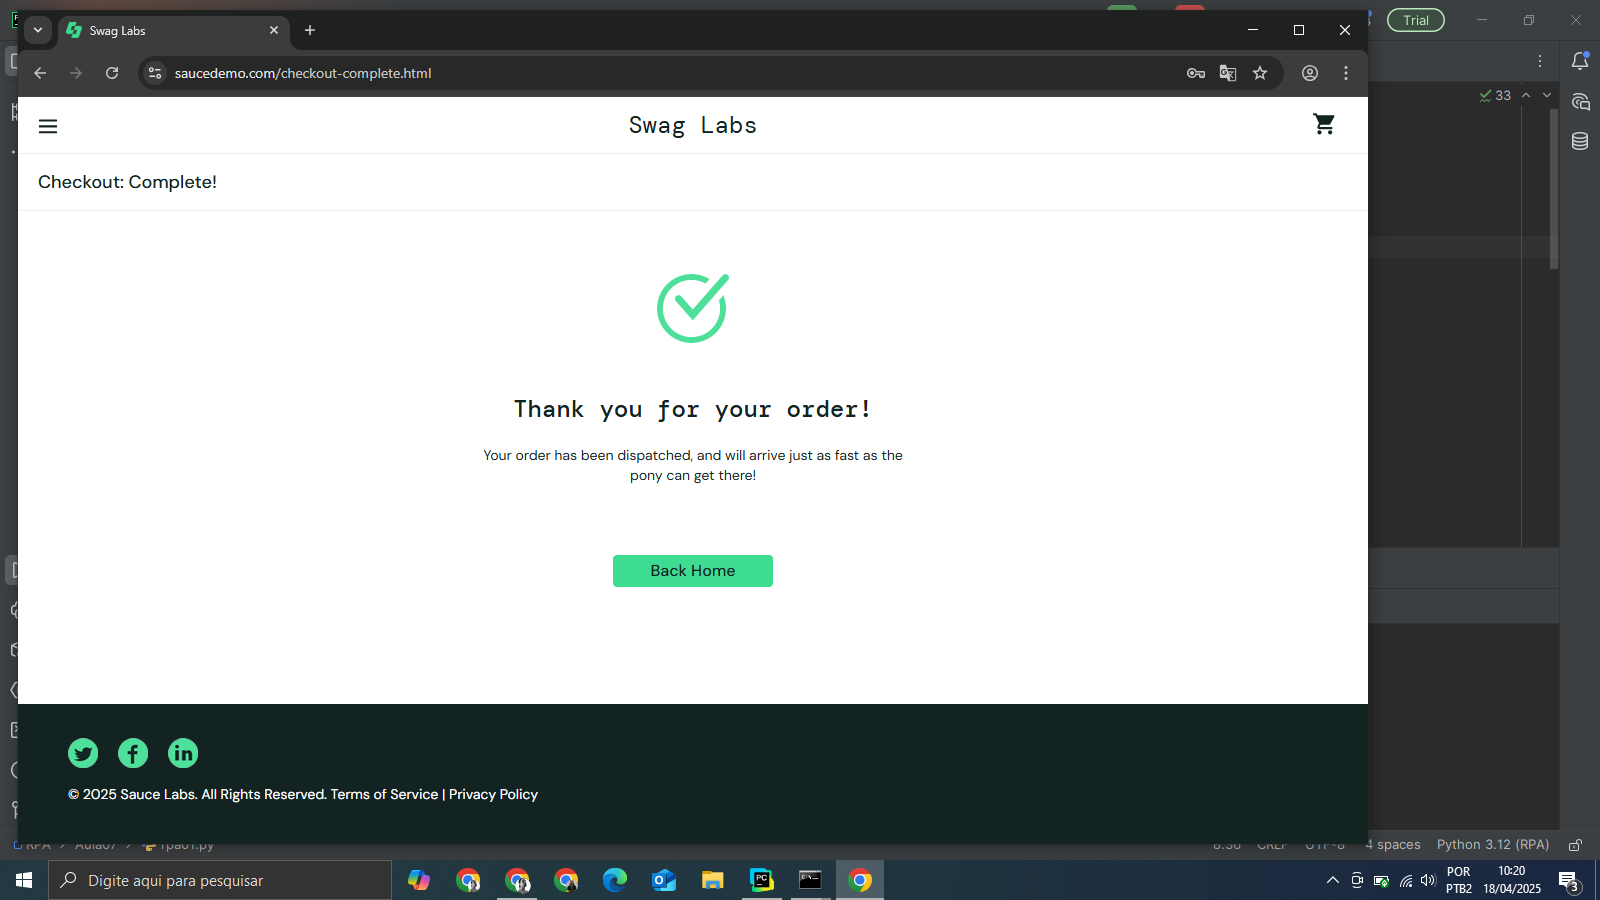 Swag Labs
Trial
saucedemo.com/checkout-complete.html
33
Swag Labs
Checkout: Complete!
Thank you for your order!
Your order has been dispatched, and will arrive just as fast as the
pony can get there!
Back Home
© 2025 Sauce Labs. All Rights Reserved. Terms of Service | Privacy Policy
RPA > Aula07 > rpa01.py 8:36 CRLF UTF-8 4 spaces Python 3.12 (RPA)
Digite aqui para pesquisar
POR
PTB2
10:20
18/04/2025
3